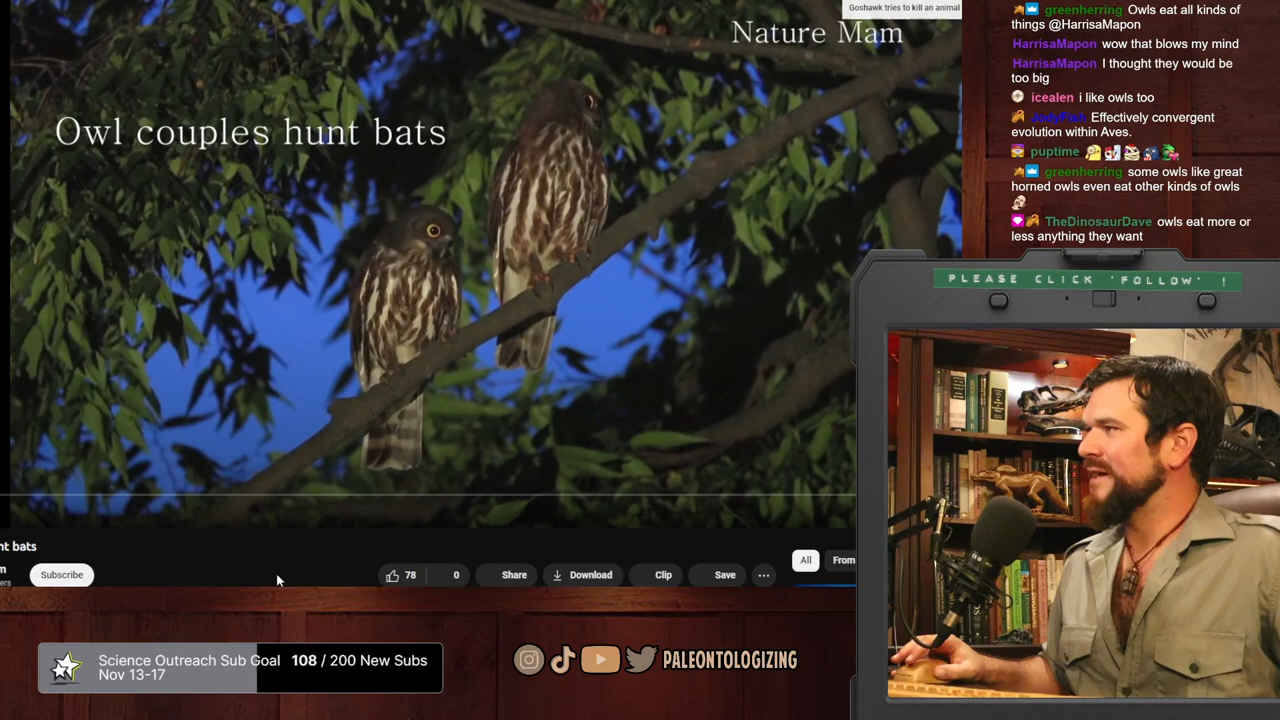 Goshawk tries to kill an animal
Nature Mam
Owl couples hunt bats
greenherring Owls eat all kinds of
things @HarrisaMapon
HarrisaMapon wow that blows my mind
HarrisaMapon I thought they would be
too big
icealen i like owls too
JodyFish Effectively convergent
evolution within Aves.
puptime
greenherring some owls like great
horned owls even eat other kinds of owls
TheDinosaurDave owls eat more or
less anything they want
PLEASE CLICK 'FOLLOW' !
nt bats
m
ers
Subscribe
78
0
Share
Download
Clip
Save
All
From
Science Outreach Sub Goal 108 / 200 New Subs
Nov 13-17
PALEONTOLOGIZING